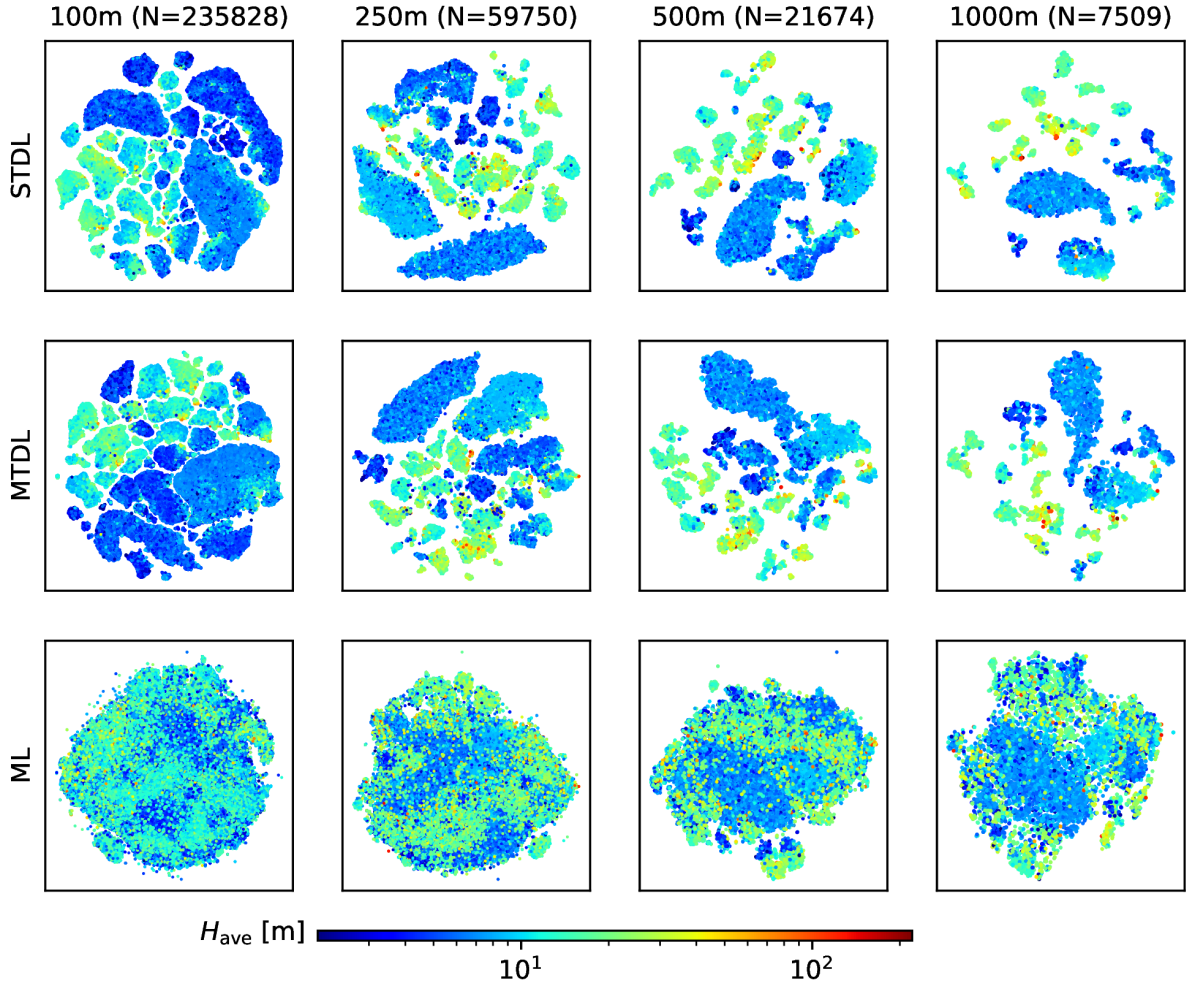 100m (N=235828) 250m (N=59750) 500m (N=21674) 1000m (N=7509)
STDL
MTDL
ML
H_ave [m]
10^1 10^2